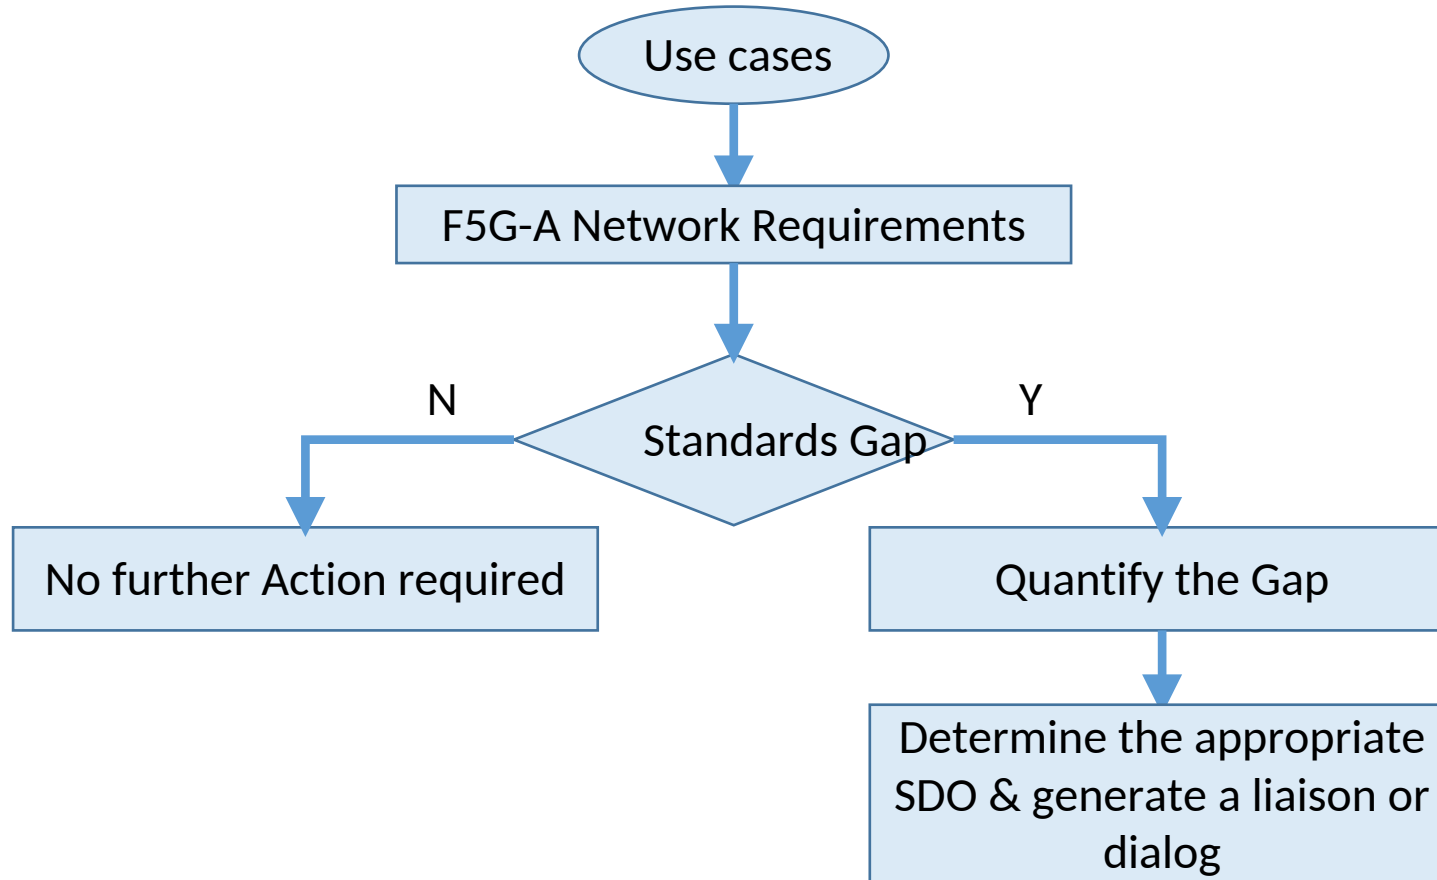 Use cases
F5G-A Network Requirements
N
Y
Standards Gap
No further Action required
Quantify the Gap
Determine the appropriate
SDO & generate a liaison or
dialog